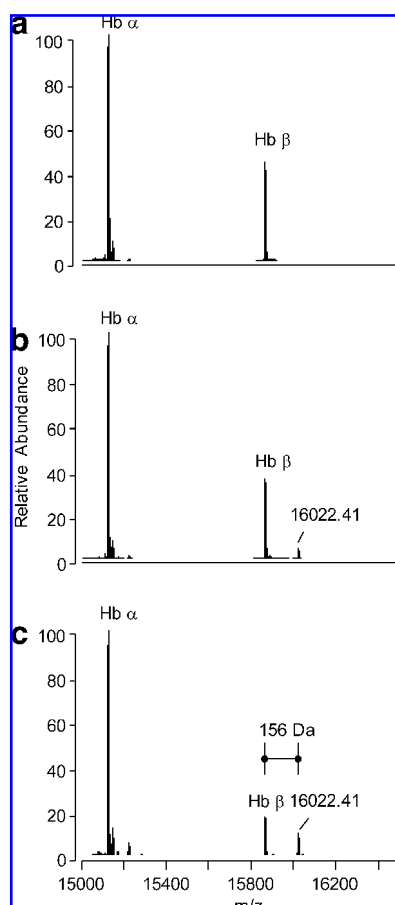 a
Hb α
100
80
60
40
20
0
Hb β
b
Hb α
100
80
60
40
20
0
Hb β
16022.41
Relative Abundance
c
Hb α
100
80
60
40
20
0
156 Da
Hb β 16022.41
15000 15400 15800 16200
m/z